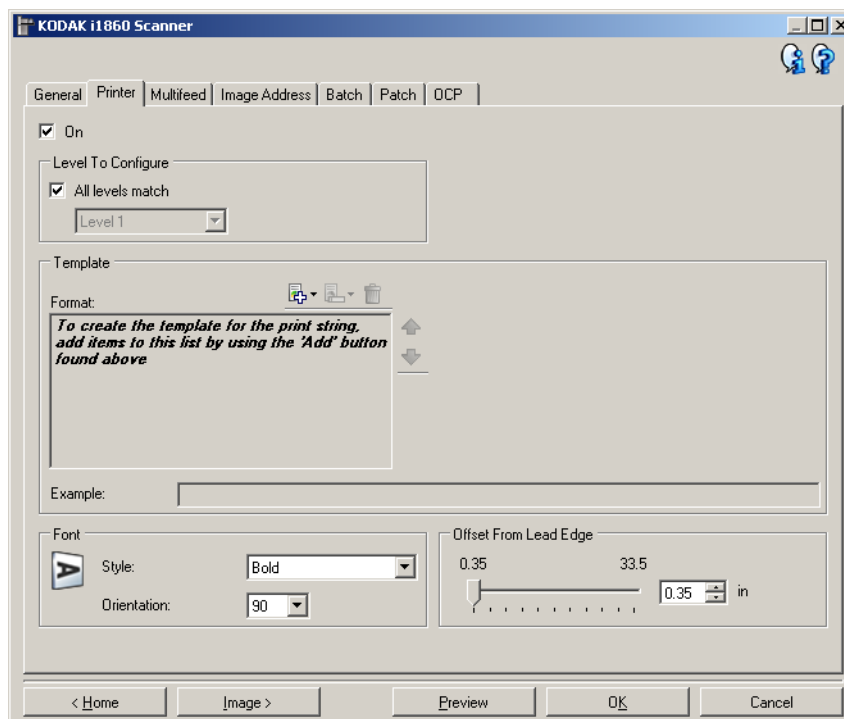 KODAK i1860 Scanner
General Printer Multifeed Image Address Batch Patch OCP
On
Level To Configure
All levels match
Level 1
Template
Format:
To create the template for the print string,
add items to this list by using the 'Add' button
found above
Example:
Font
Style: Bold
Orientation: 90
Offset From Lead Edge
0.35 33.5
0.35 in
< Home Image > Preview OK Cancel